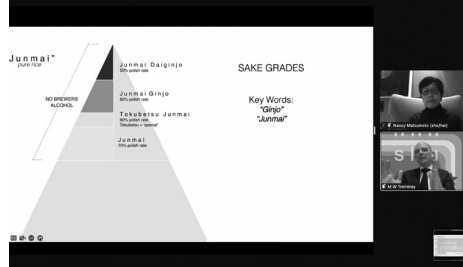 Junmai"
pure rice
NO BREWERS
ALCOHOL
Junmai Daiginjo
50% polish rate
Junmai Ginjo
60% polish rate
Tokubetsu Junmai
60% polish rate
Tokubetsu = "special"
Junmai
70% polish rate
SAKE GRADES
Key Words:
"Ginjo"
"Junmai"
Nancy Matsumoto (she/her)
M W Tremblay